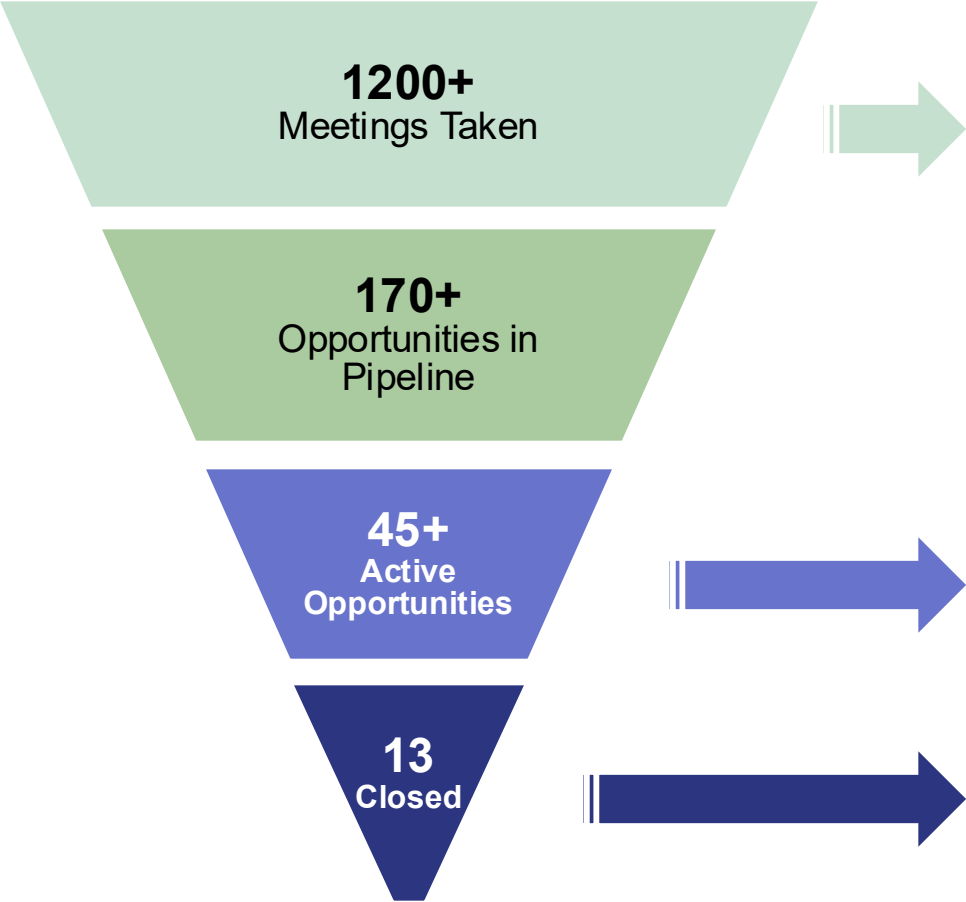 1200+
Meetings Taken
170+
Opportunities in
Pipeline
45+
Active
Opportunities
13
Closed